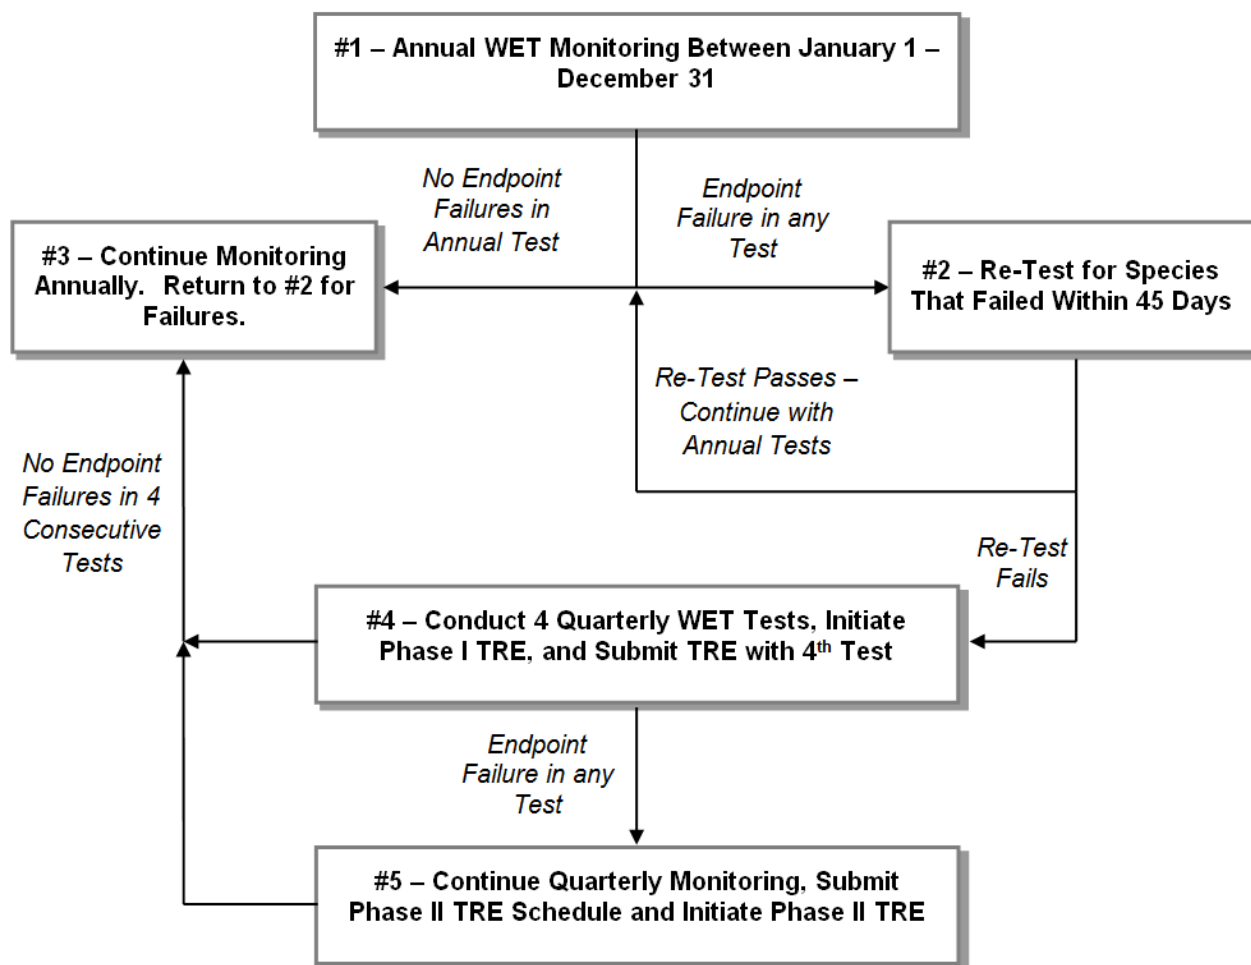 #1 – Annual WET Monitoring Between January 1 –
December 31
No Endpoint
Failures in
Annual Test
Endpoint
Failure in any
Test
#3 – Continue Monitoring
Annually. Return to #2 for
Failures.
#2 – Re-Test for Species
That Failed Within 45 Days
Re-Test Passes –
Continue with
Annual Tests
No Endpoint
Failures in 4
Consecutive
Tests
Re-Test
Fails
#4 – Conduct 4 Quarterly WET Tests, Initiate
Phase I TRE, and Submit TRE with 4th Test
Endpoint
Failure in any
Test
#5 – Continue Quarterly Monitoring, Submit
Phase II TRE Schedule and Initiate Phase II TRE